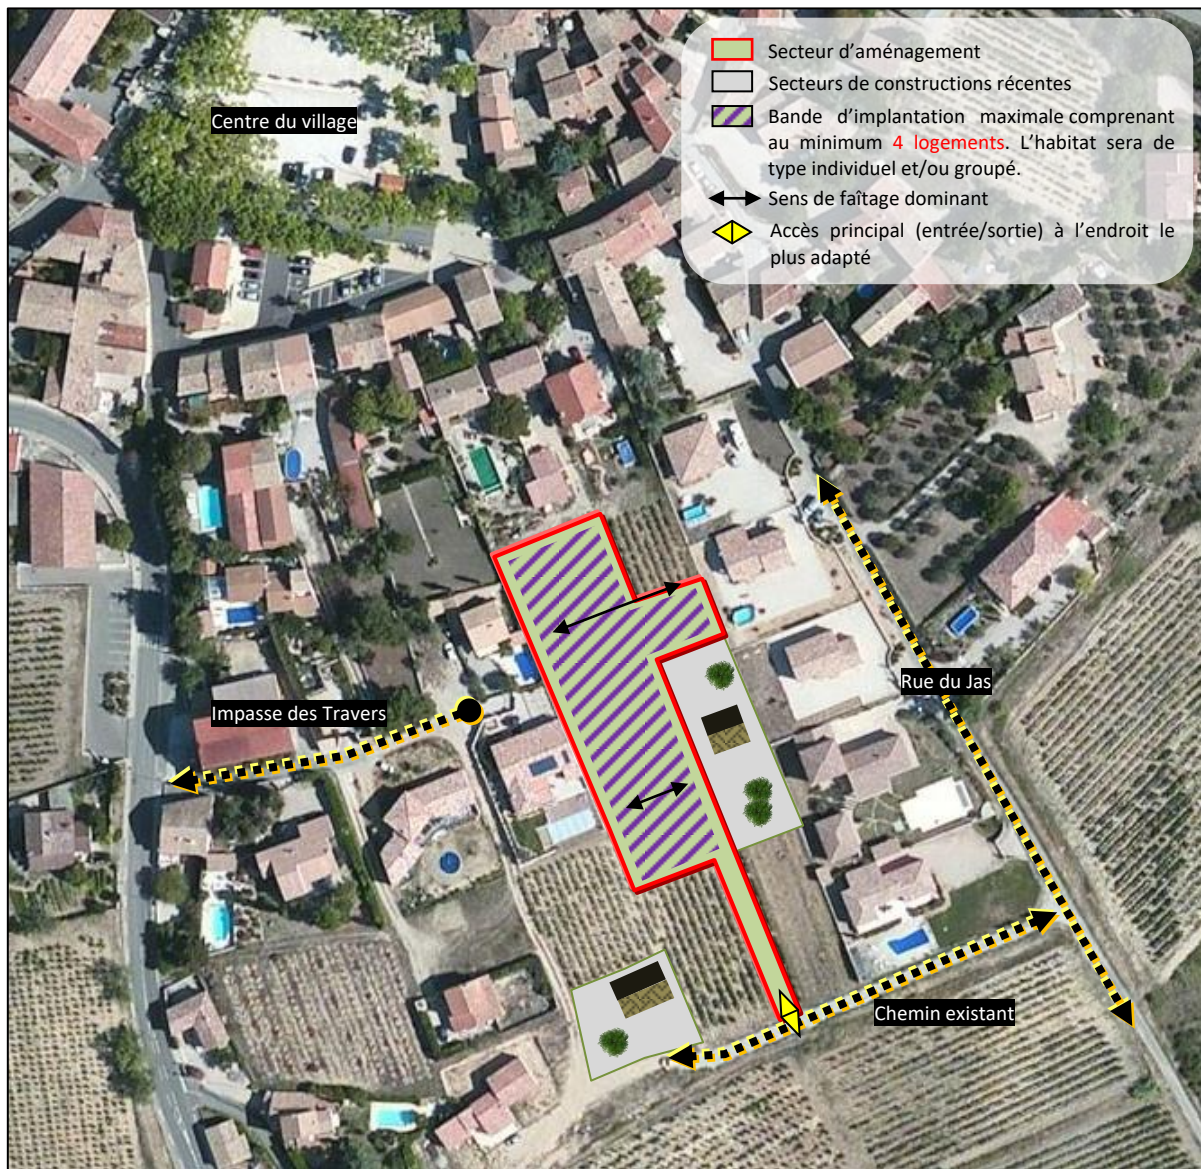 Secteur d'aménagement
Secteurs de constructions récentes
Bande d'implantation maximale comprenant
au minimum 4 logements. L'habitat sera de
type individuel et/ou groupé.
Sens de faîtage dominant
Accès principal (entrée/sortie) à l'endroit le
plus adapté
Centre du village
Rue du Jas
Impasse des Travers
Chemin existant